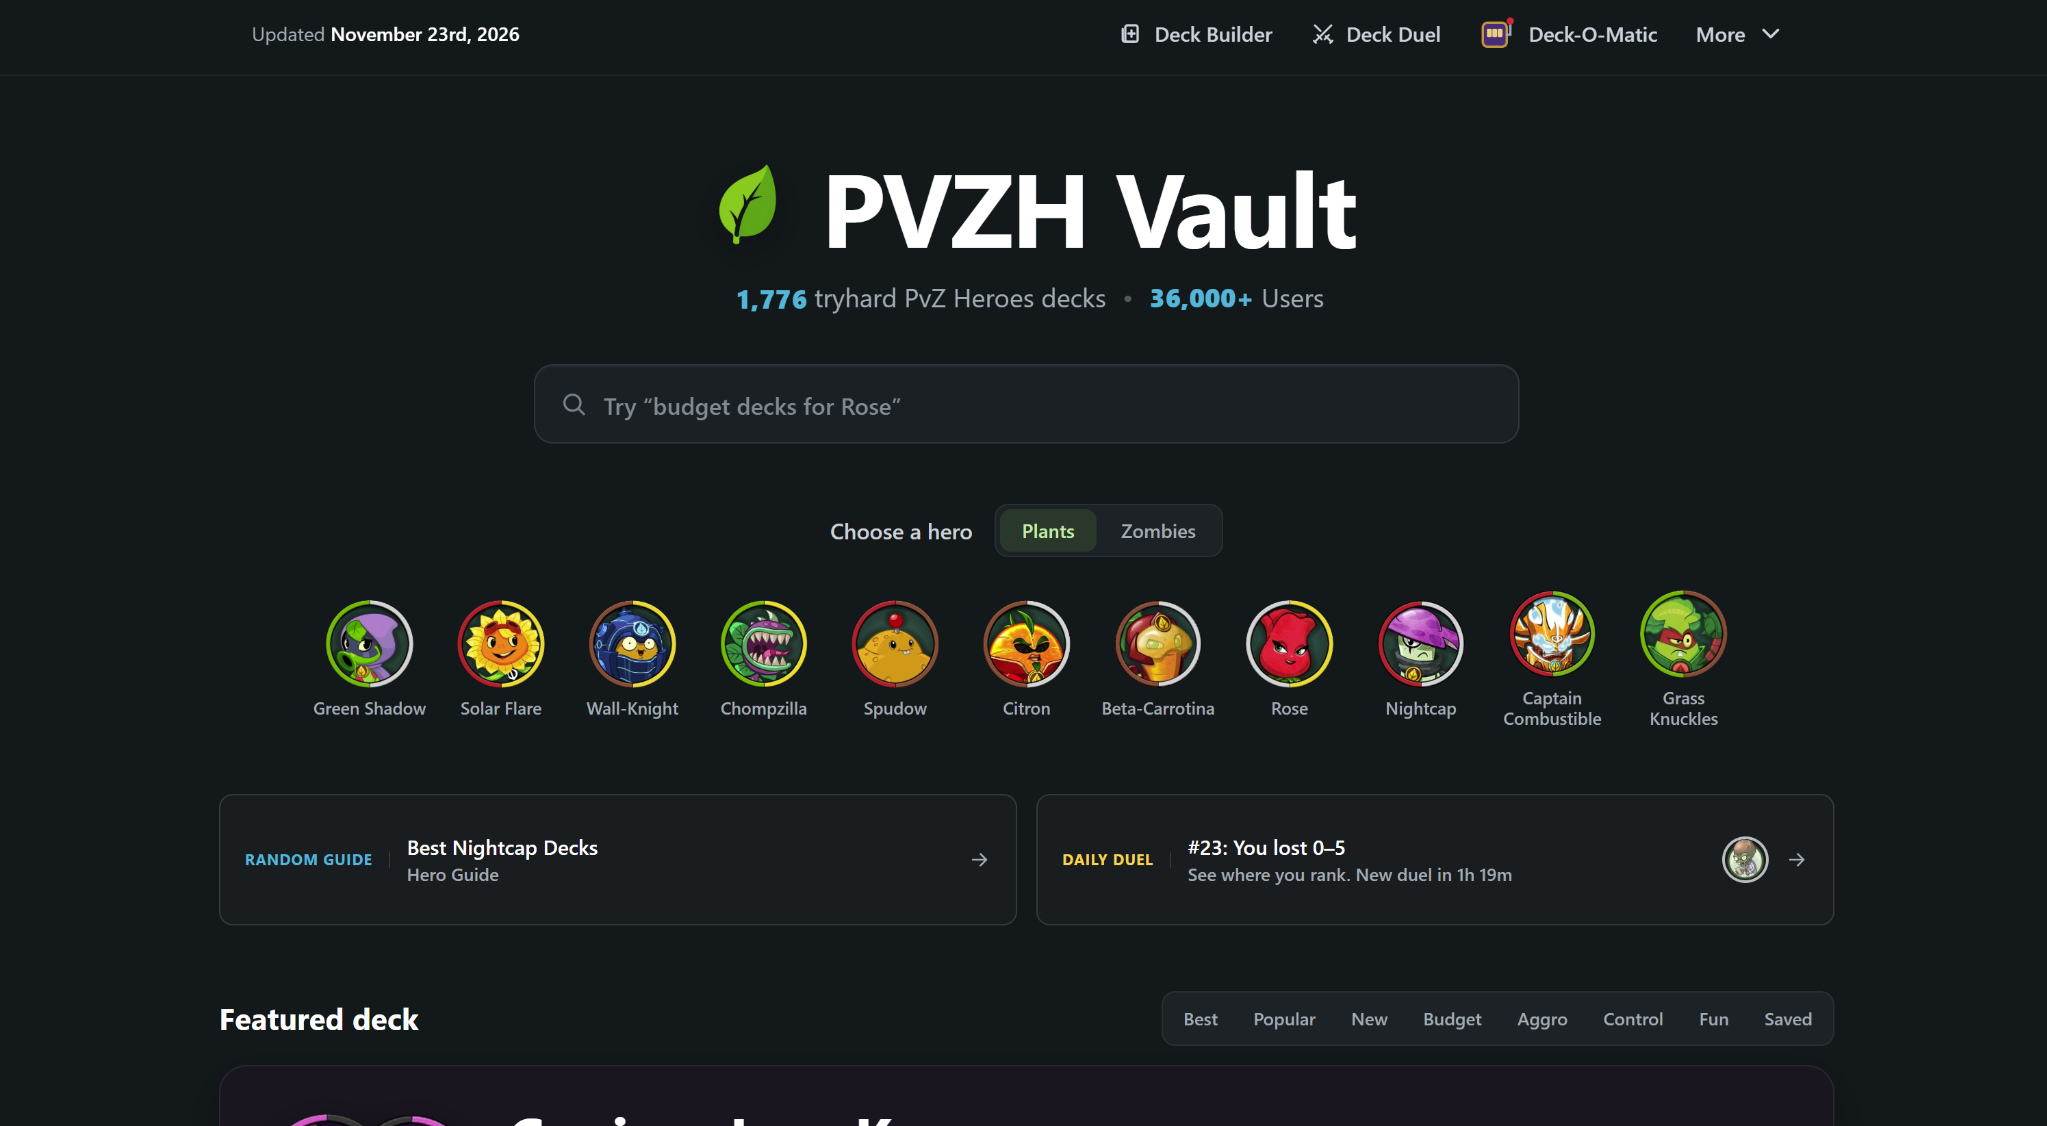 Updated November 23rd, 2026
Deck Builder
Deck Duel
Deck-O-Matic
More
PVZH Vault
1,776 tryhard PvZ Heroes decks • 36,000+ Users
Try “budget decks for Rose”
Choose a hero
Plants
Zombies
Green Shadow
Solar Flare
Wall-Knight
Chompzilla
Spudow
Citron
Beta-Carrotina
Rose
Nightcap
Captain
Combustible
Grass
Knuckles
RANDOM GUIDE
Best Nightcap Decks
Hero Guide
DAILY DUEL
#23: You lost 0–5
See where you rank. New duel in 1h 19m
Featured deck
Best
Popular
New
Budget
Aggro
Control
Fun
Saved